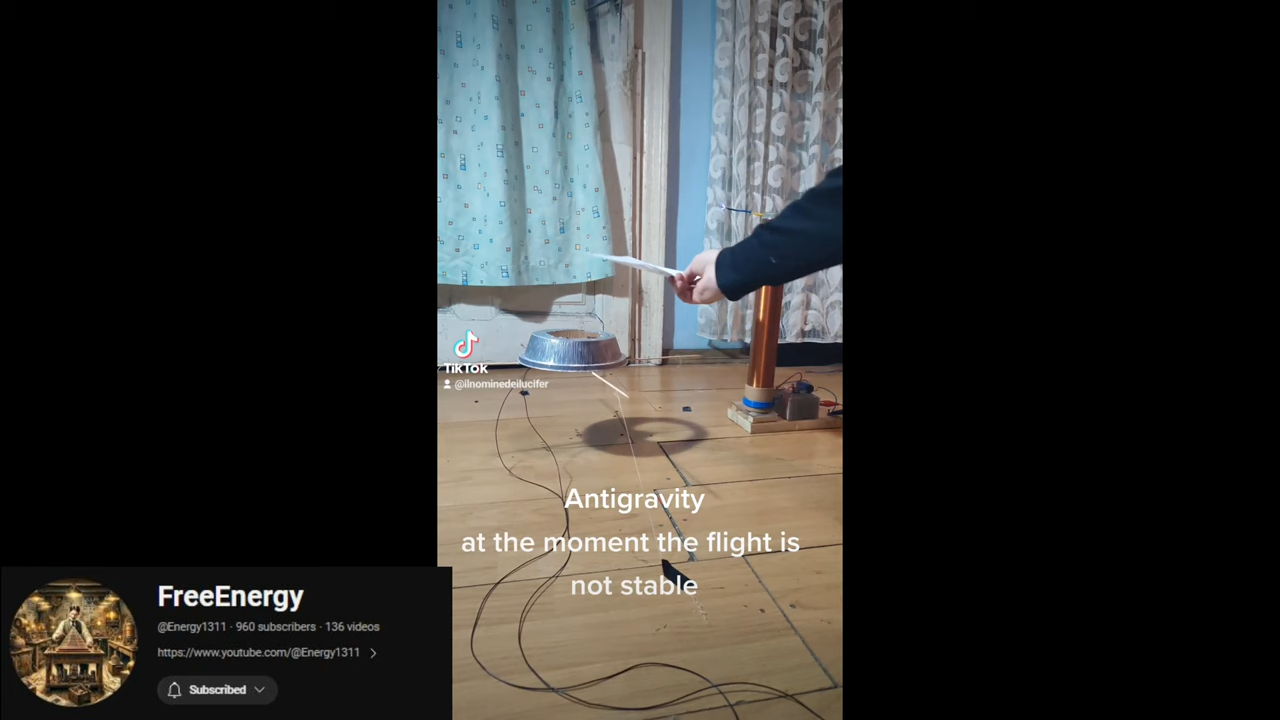 TikTok
@ilnominedeilucifer
Antigravity
at the moment the flight is
not stable
FreeEnergy
@Energy1311 · 960 subscribers · 136 videos
https://www.youtube.com/@Energy1311
Subscribed